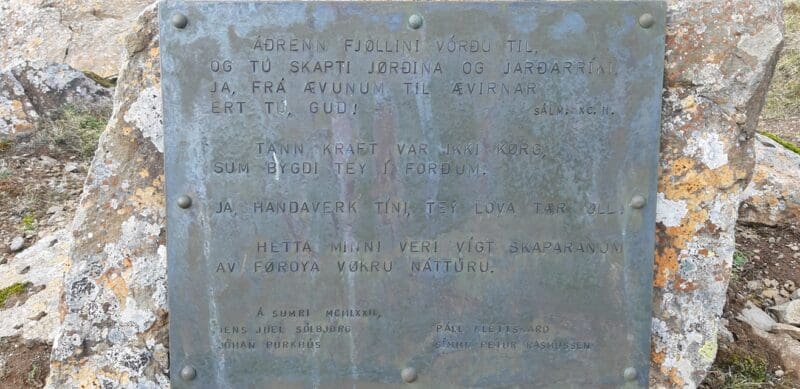 ÁÐRENN FJØLLINI VÓRÐU TIL,
OG TÚ SKAPTI JØRÐINA OG JARÐARRÍKI,
JA, FRÁ ÆVUNUM TIL ÆVIRNAR
ERT TÚ, GUD! – SÁLM. XC. II.
TANN KRAFT VAR IKKI KØRG,
SUM BYGDI TEY Í FORÐUM.
JA, HANDAVERK TÍNI, TEY LOVA TÆR ØLL!
HETTA MINNI VERI VÍGT SKAPARANUM
AV FØROYA VØKRU NÁTTÚRU.
Á SUMRI MCMLXXII,
JENS JUEL SÓLBJØRG PÁLL KLETTSKARÐ
JÓHAN PURKHÚS PETUR RASMUSSEN